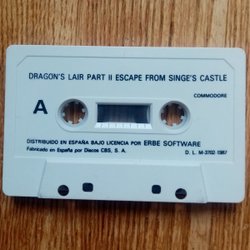 DRAGON'S LAIR PART II ESCAPE FROM SINGE'S CASTLE
COMMODORE
A
DISTRIBUIDO EN ESPAÑA BAJO LICENCIA POR ERBE SOFTWARE
Fabricado en España por Discos CBS, S. A.
D. L. M-3702 1987